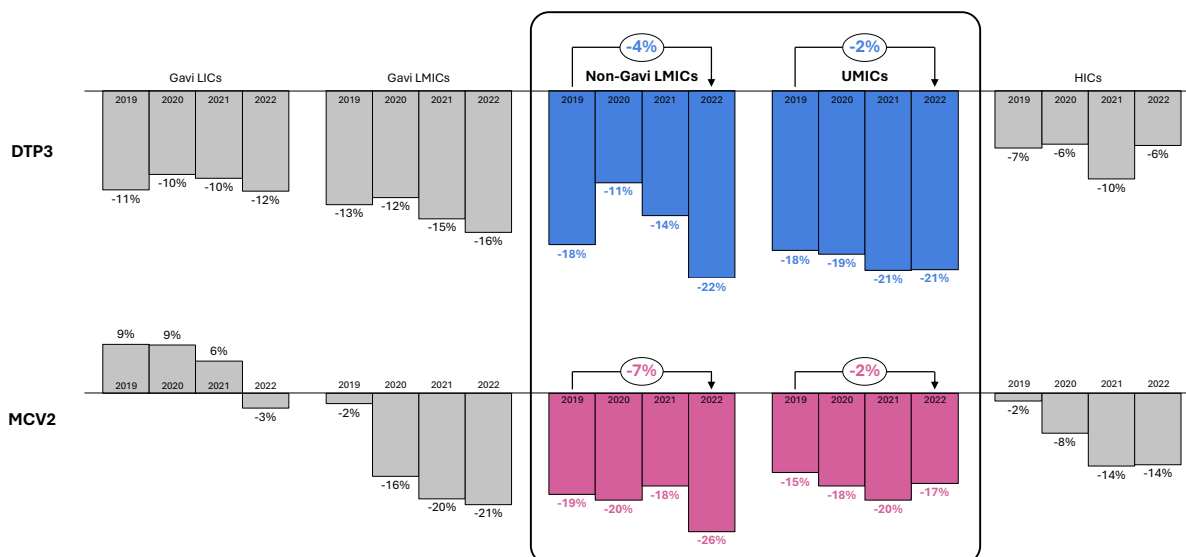 -4%
-2%
Gavi LICs
Gavi LMICs
Non-Gavi LMICs
UMICS
HICs
2019 2020 2021 2022
2019 2020 2021 2022
2019 2020 2021 2022
2019 2020 2021 2022
2019 2020 2021 2022
DTP3
-11% -10% -10% -12%
-13% -12% -15% -16%
-18% -11% -14% -22%
-18% -19% -21% -21%
-7% -6% -10% -6%
9% 9% 6% -3%
-7%
-2%
2019 2020 2021 2022
2019 2020 2021 2022
2019 2020 2021 2022
2019 2020 2021 2022
2019 2020 2021 2022
MCV2
-2% -16% -20% -21%
-19% -20% -18% -26%
-15% -18% -20% -17%
-2% -8% -14% -14%